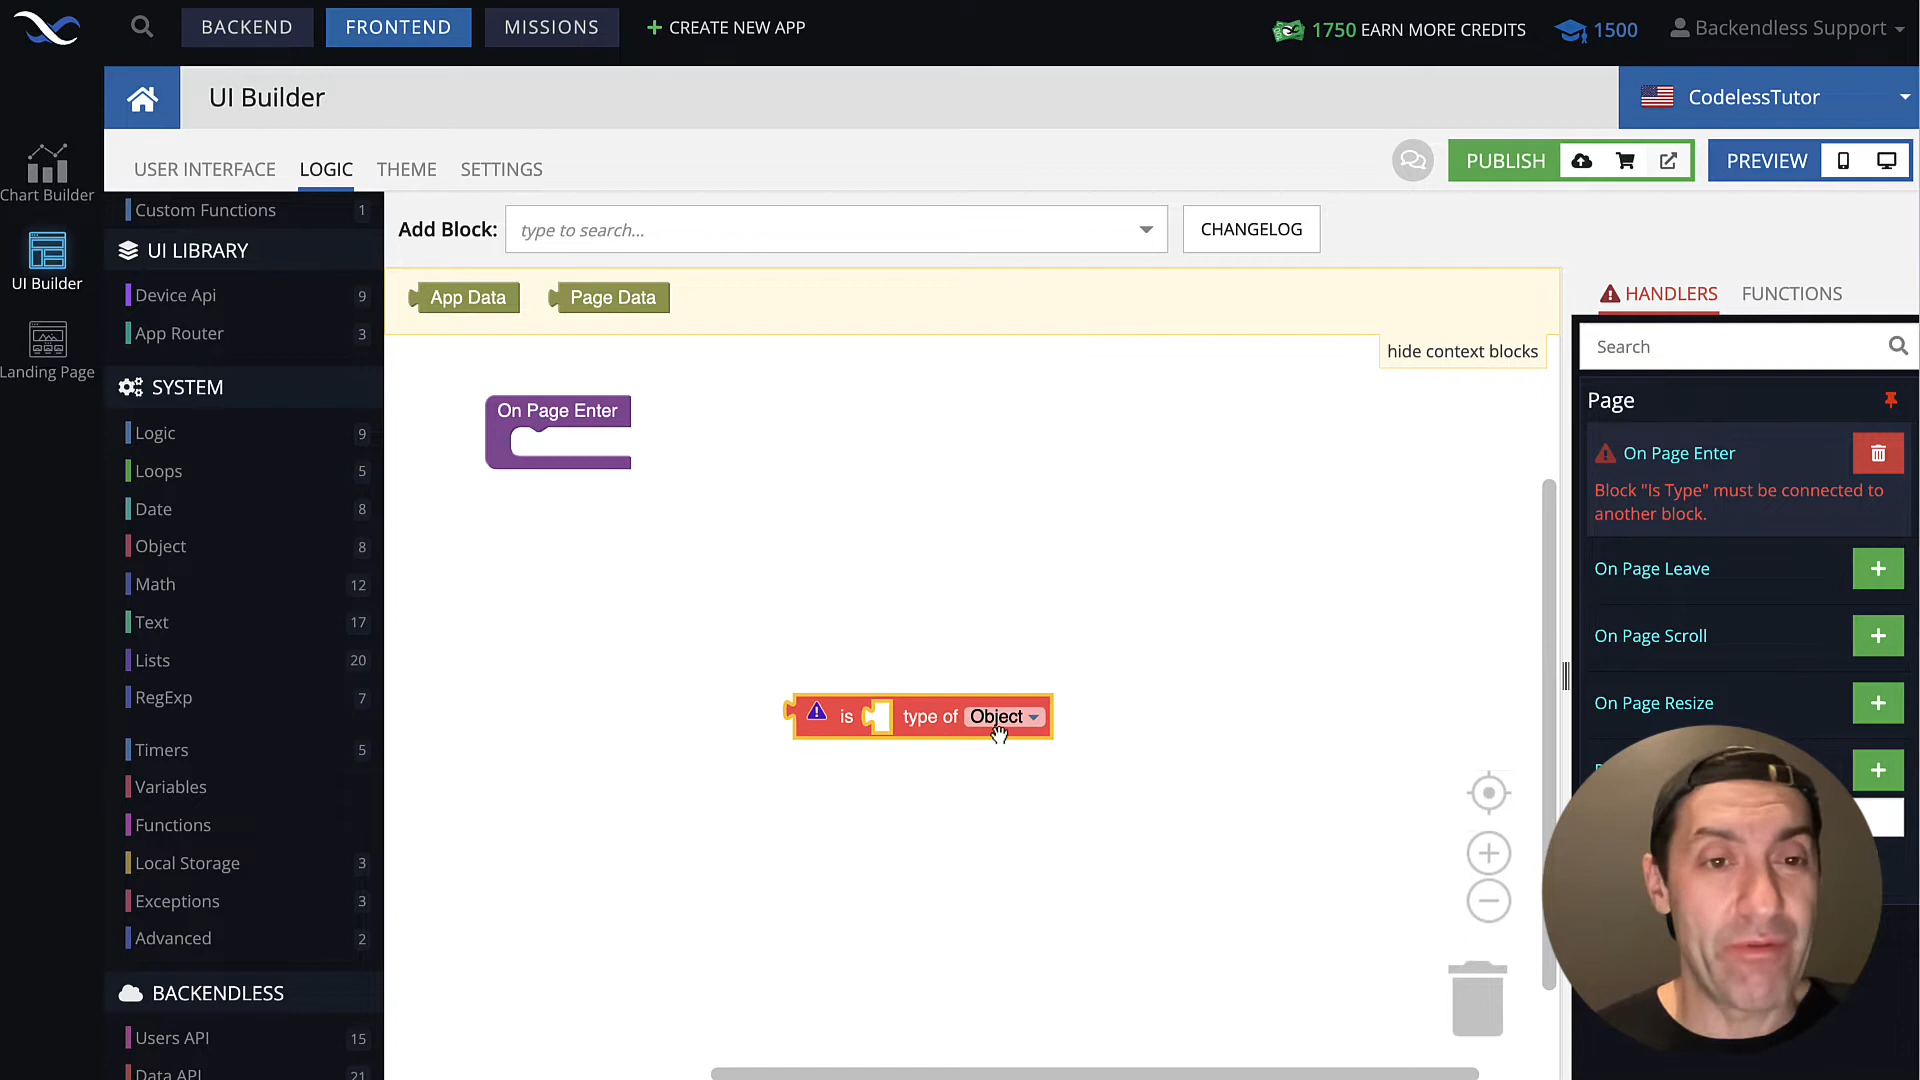 BACKEND
FRONTEND
MISSIONS
+ CREATE NEW APP
1750 EARN MORE CREDITS
1500
Backendless Support
UI Builder
CodelessTutor
Chart Builder
UI Builder
Landing Page
USER INTERFACE
LOGIC
THEME
SETTINGS
PUBLISH
PREVIEW
Custom Functions 1
UI LIBRARY
Device Api 9
App Router 3
SYSTEM
Logic 9
Loops 5
Date 8
Object 8
Math 12
Text 17
Lists 20
RegExp 7
Timers 5
Variables
Functions
Local Storage 3
Exceptions 3
Advanced 2
BACKENDLESS
Users API 15
Data API 21
Add Block:
type to search...
CHANGELOG
App Data
Page Data
hide context blocks
On Page Enter
is type of Object
HANDLERS
FUNCTIONS
Search
Page
On Page Enter
Block "Is Type" must be connected to
another block.
On Page Leave
On Page Scroll
On Page Resize